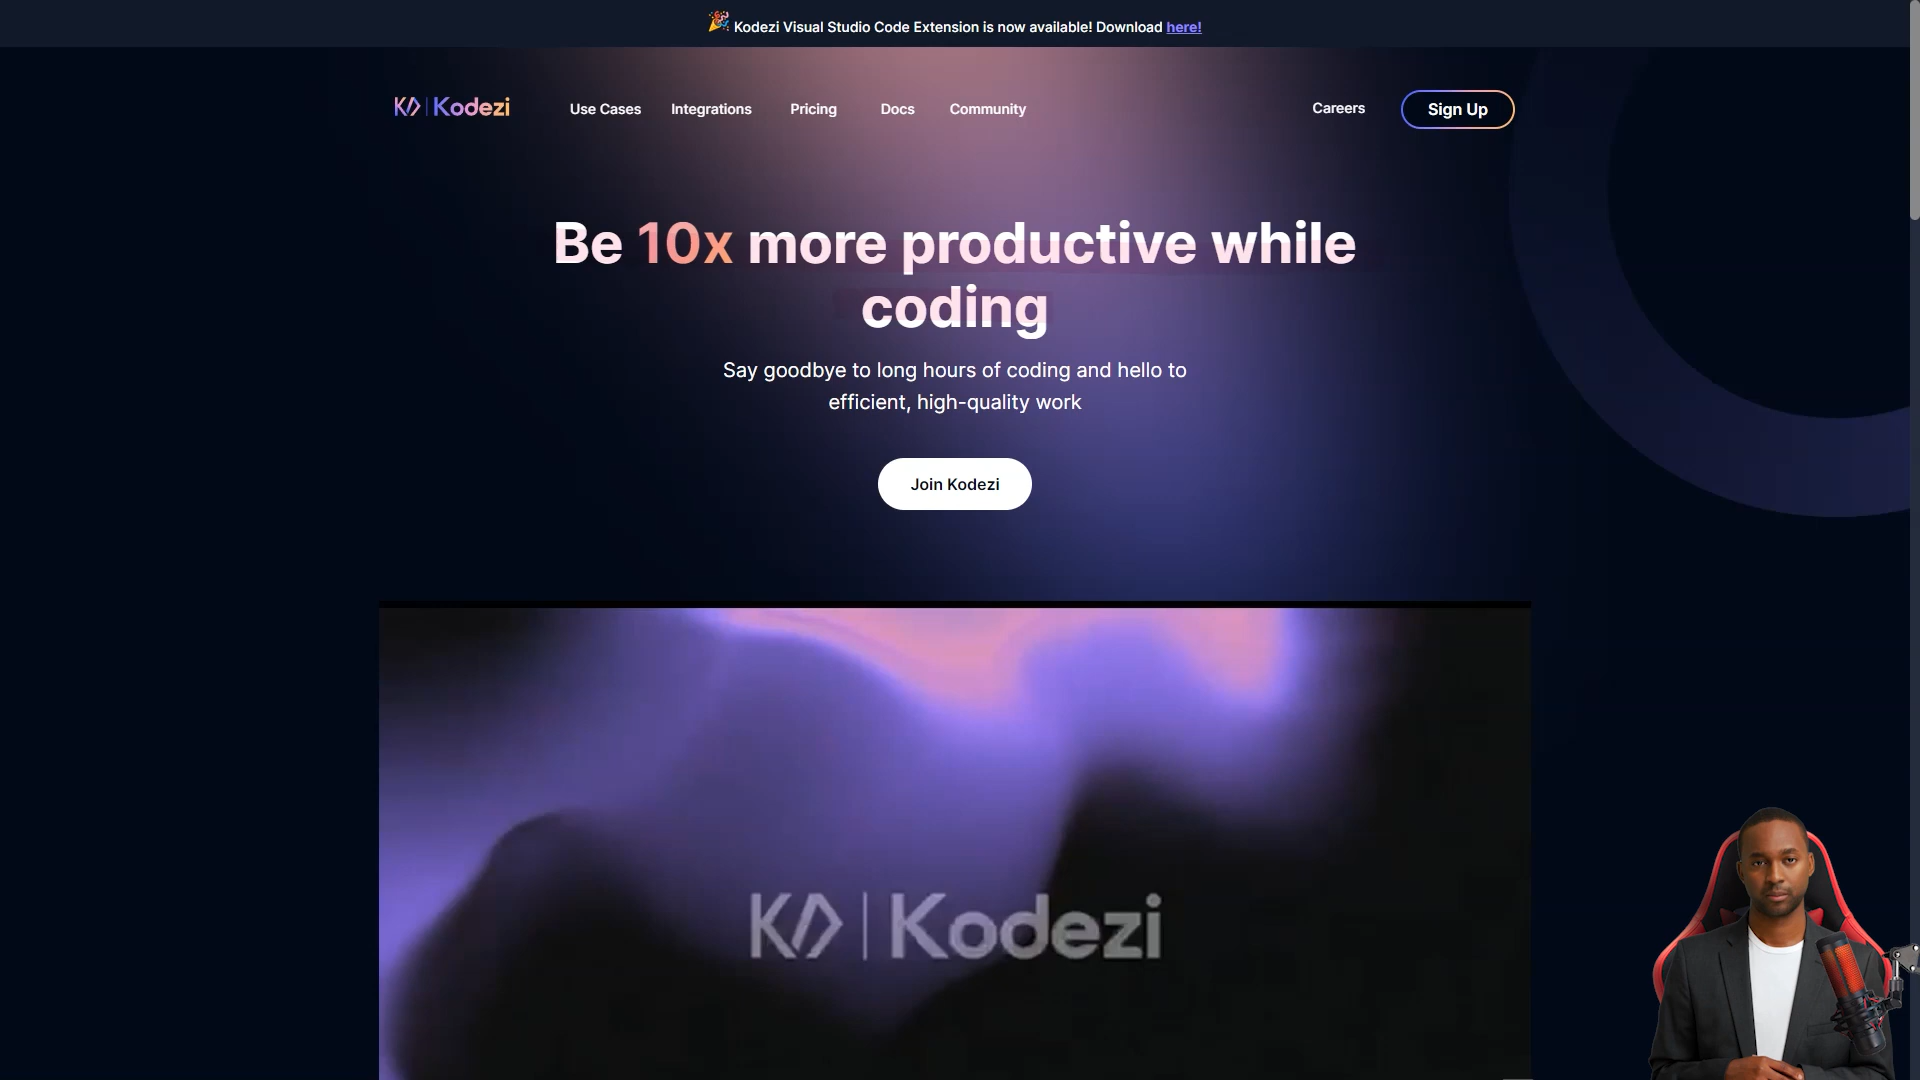 Kodezi Visual Studio Code Extension is now available! Download here!
Kodezi
Use Cases
Integrations
Pricing
Docs
Community
Careers
Sign Up
Be 10x more productive while
coding
Say goodbye to long hours of coding and hello to
efficient, high-quality work
Join Kodezi
Kodezi